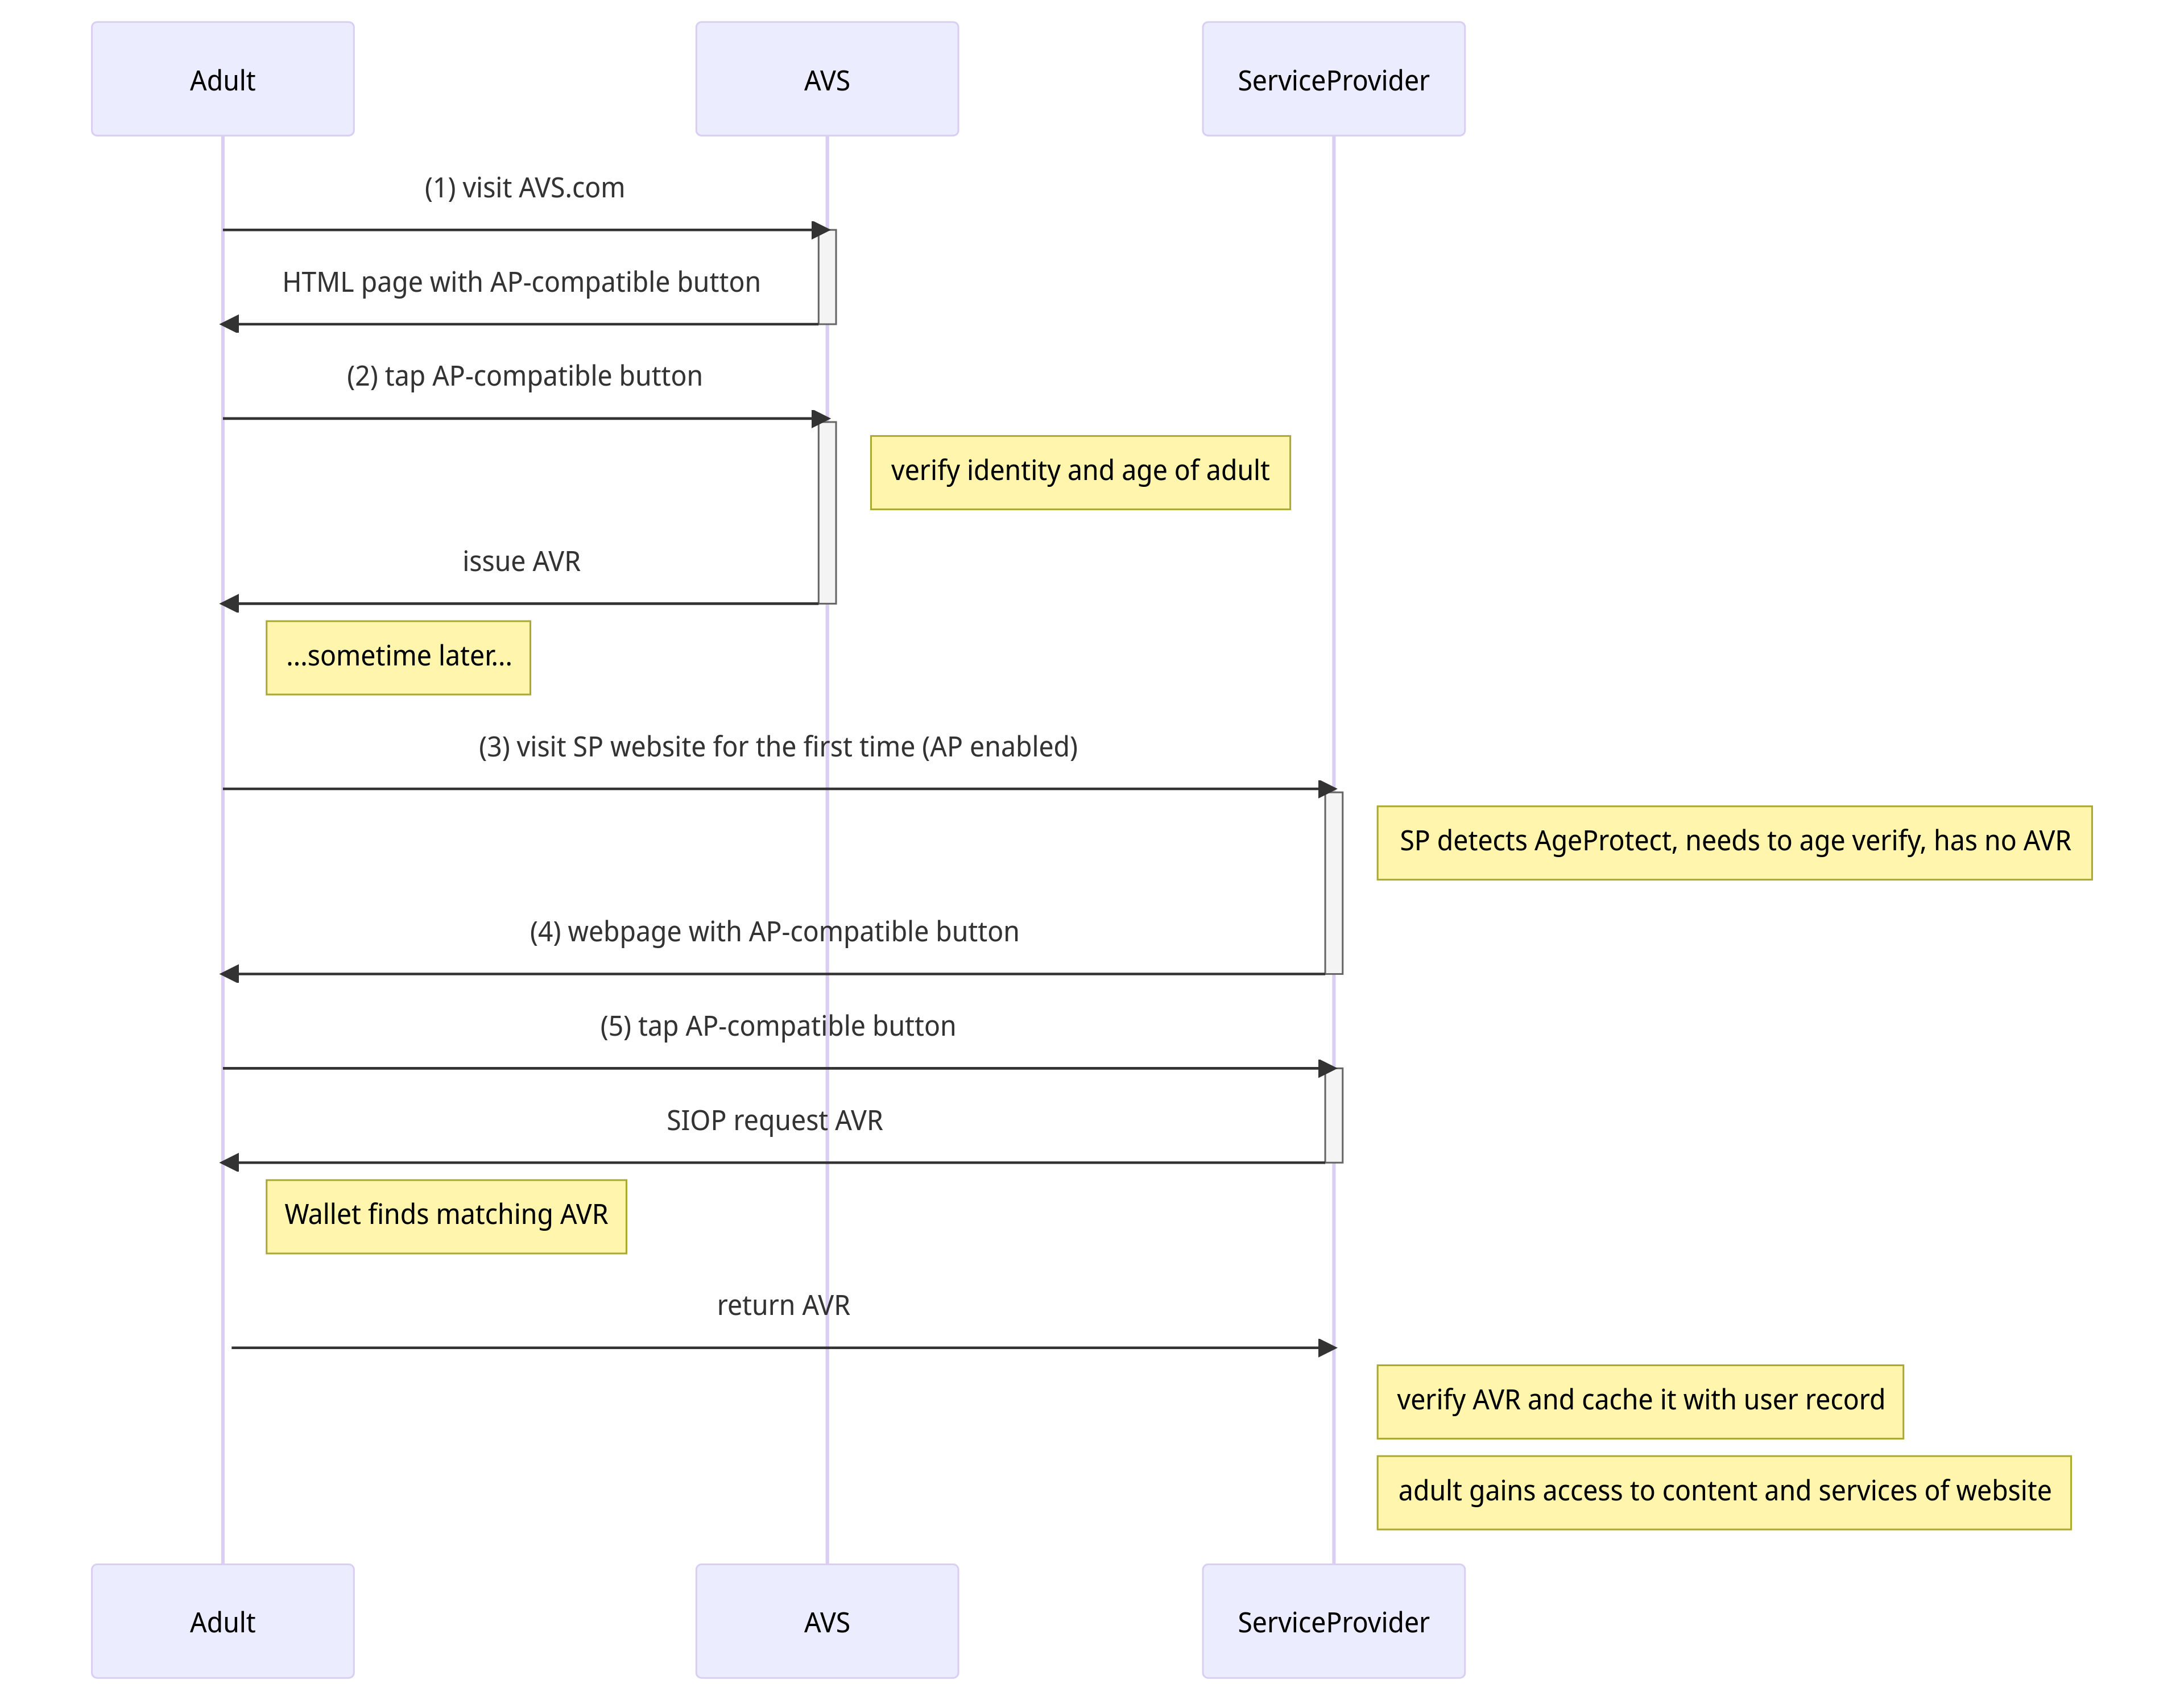 Adult
AVS
ServiceProvider
(1) visit AVS.com
HTML page with AP-compatible button
(2) tap AP-compatible button
verify identity and age of adult
issue AVR
...sometime later...
(3) visit SP website for the first time (AP enabled)
SP detects AgeProtect, needs to age verify, has no AVR
(4) webpage with AP-compatible button
(5) tap AP-compatible button
SIOP request AVR
Wallet finds matching AVR
return AVR
verify AVR and cache it with user record
adult gains access to content and services of website
Adult
AVS
ServiceProvider